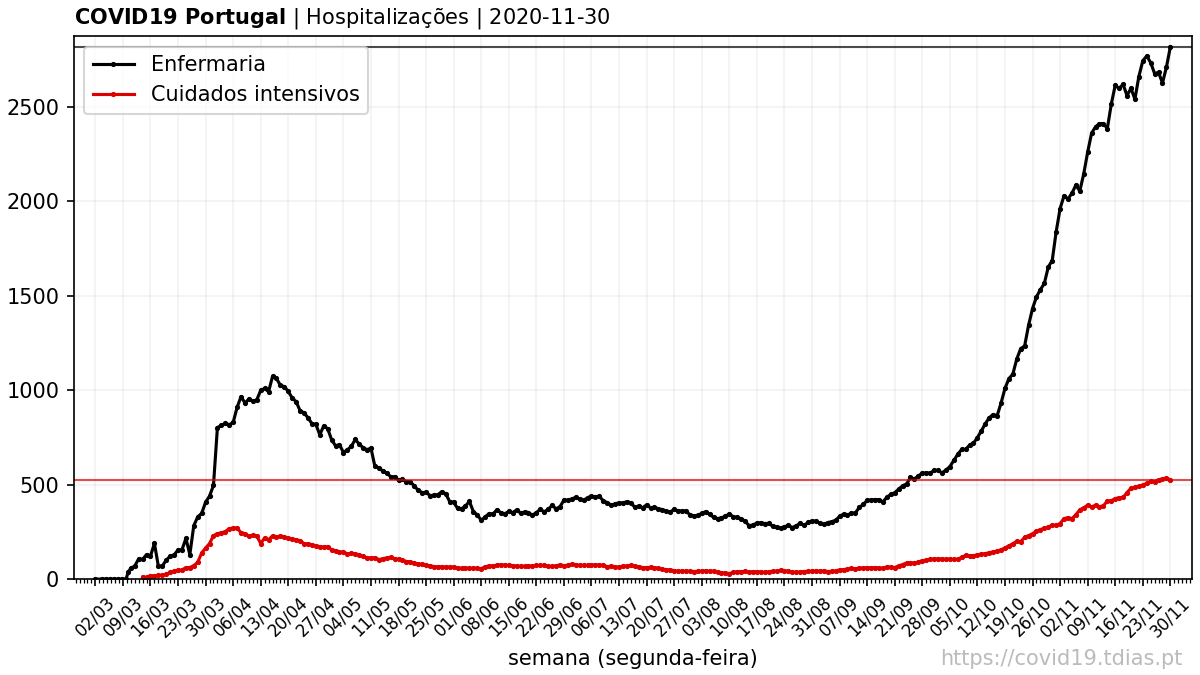 COVID19 Portugal | Hospitalizações | 2020-11-30
Enfermaria
Cuidados intensivos
2500
2000
1500
1000
500
0
02/03 09/03 16/03 23/03 30/03 06/04 13/04 20/04 27/04 04/05 11/05 18/05 25/05 01/06 08/06 15/06 22/06 29/06 06/07 13/07 20/07 27/07 03/08 10/08 17/08 24/08 31/08 07/09 14/09 21/09 28/09 05/10 12/10 19/10 26/10 02/11 09/11 16/11 23/11 30/11
semana (segunda-feira)
https://covid19.tdias.pt